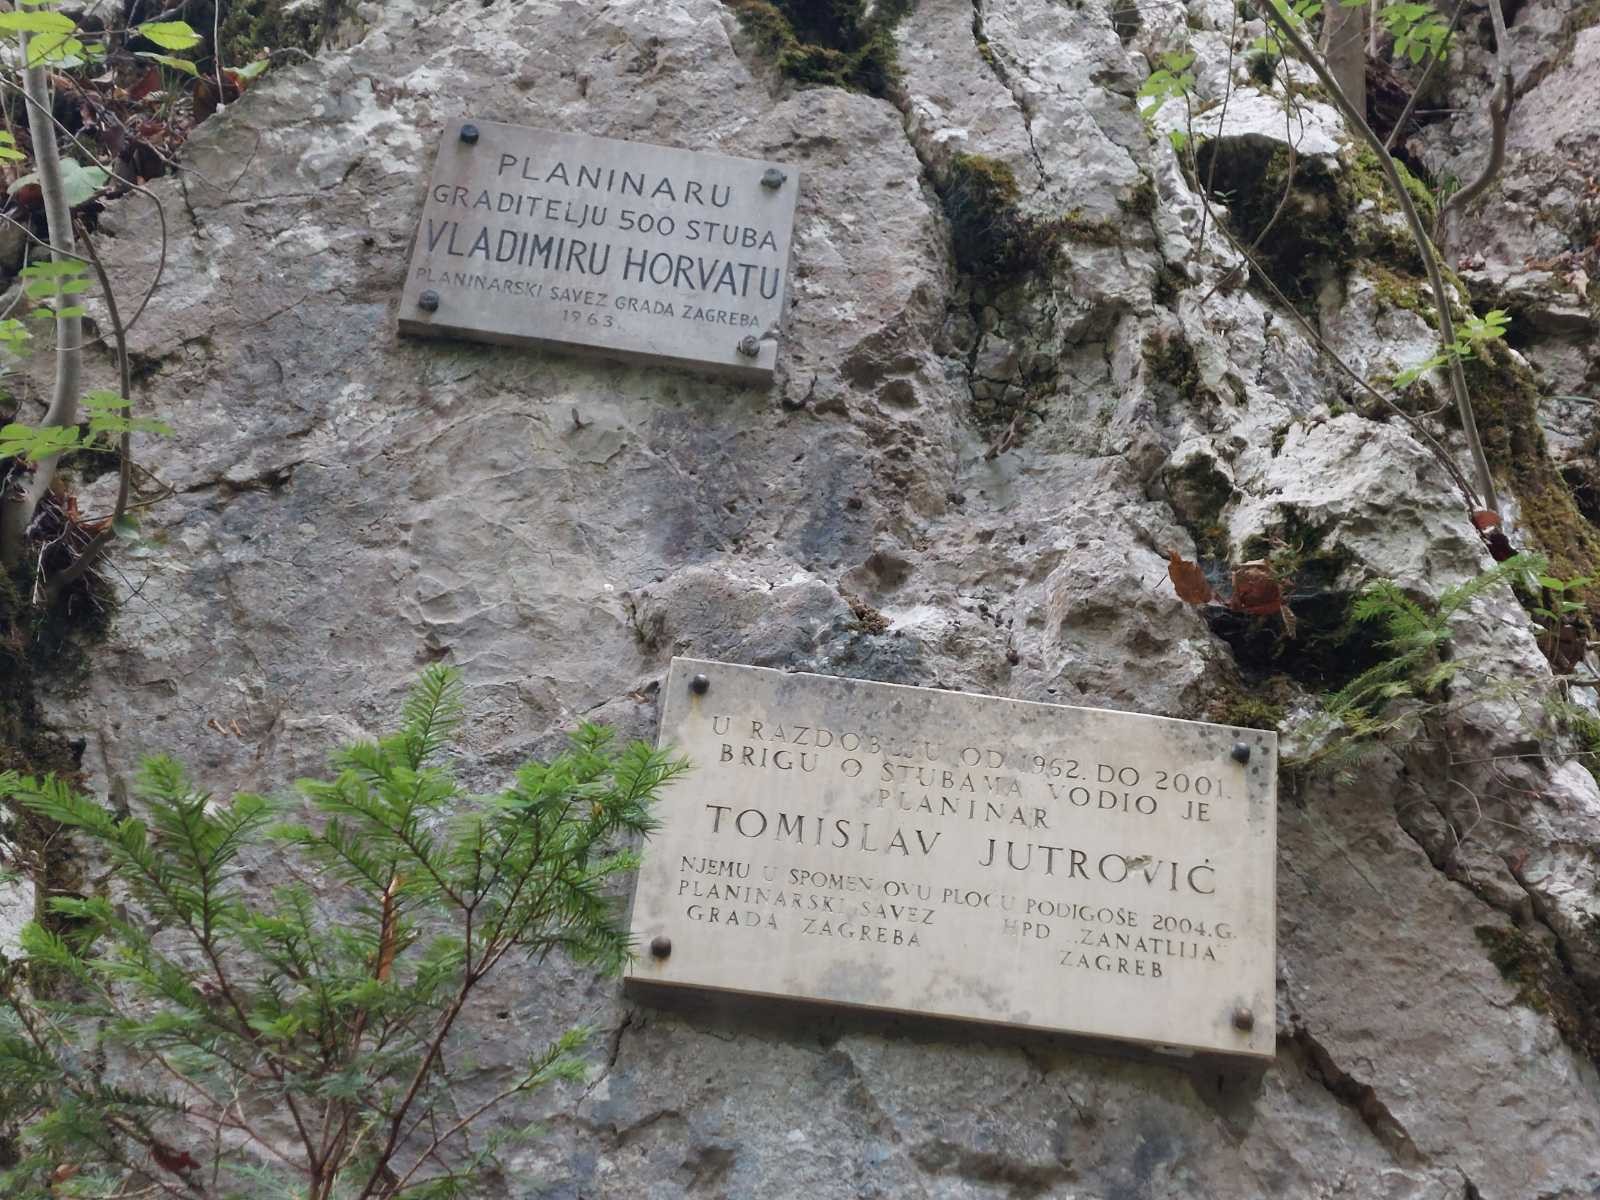 PLANINARU
GRADITELJU 500 STUBA
VLADIMIRU HORVATU
PLANINARSKI SAVEZ GRADA ZAGREBA
1963.
U RAZDOBLJU OD 1962. DO 2001.
BRIGU O STUBAMA VODIO JE
PLANINAR
TOMISLAV JUTROVIĆ
NJEMU U SPOMEN OVU PLOČU PODIGOŠE 2004.G.
PLANINARSKI SAVEZ HPD „ZANATLIJA"
GRADA ZAGREBA ZAGREB